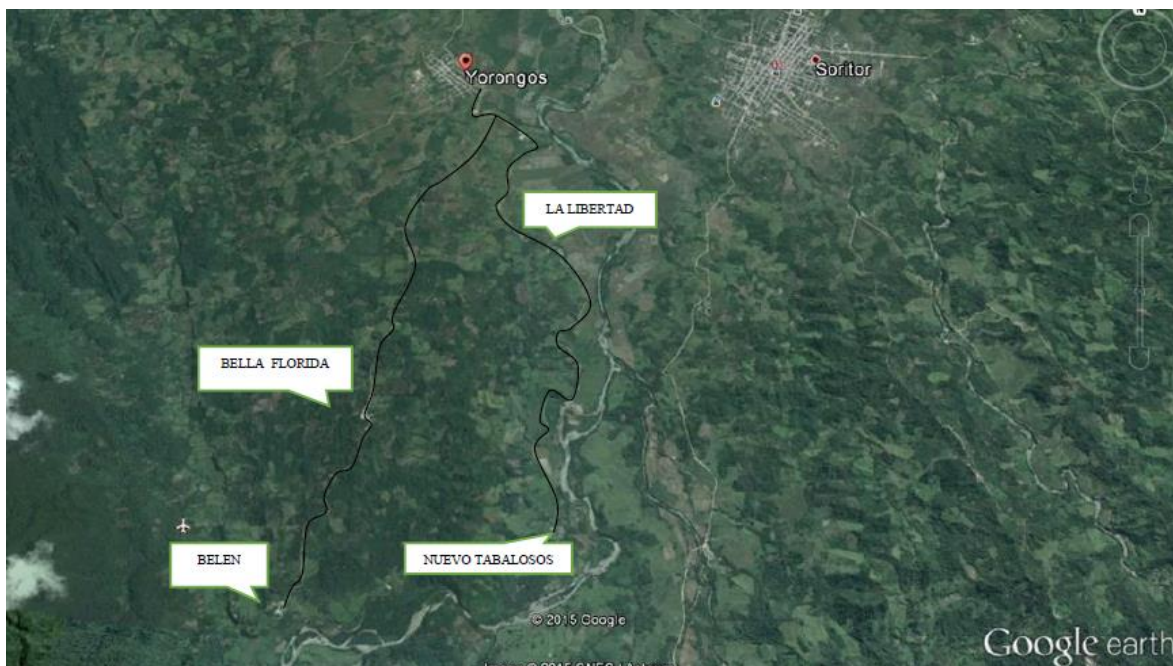 Yorongos
Soritor
LA LIBERTAD
BELLA FLORIDA
BELEN
NUEVO TABALOSOS
© 2015 Google
Google earth